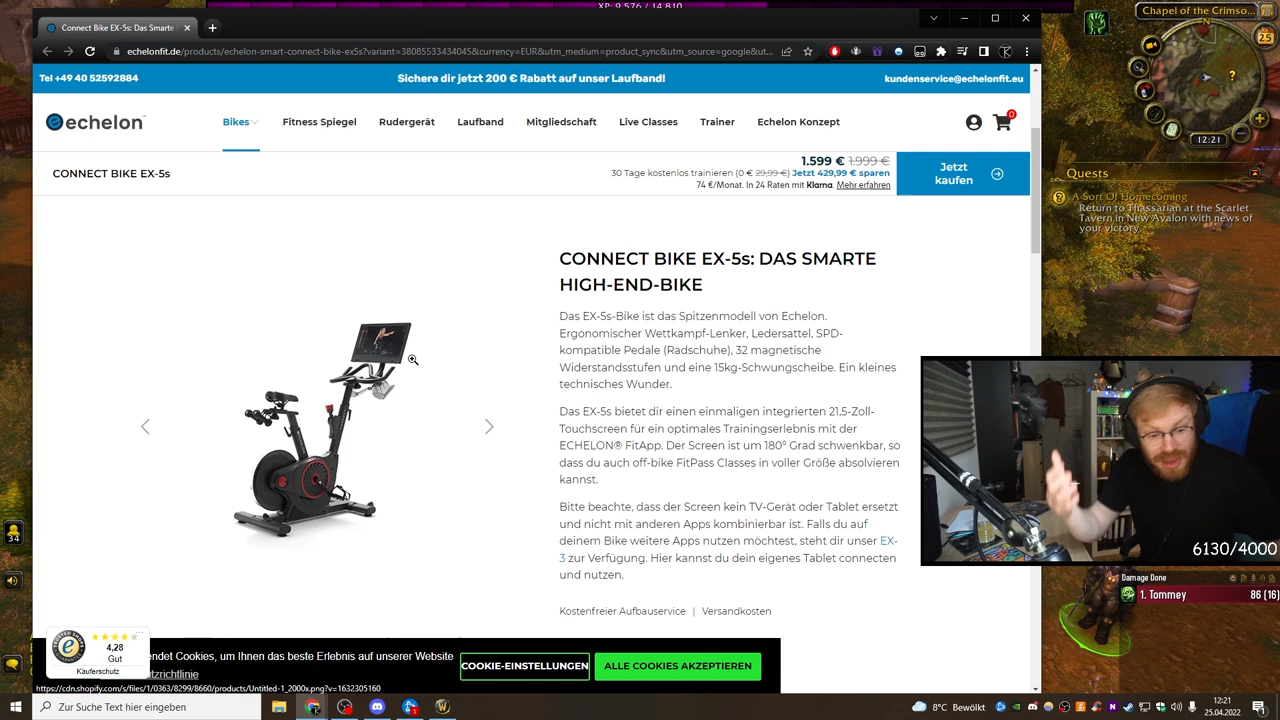 XP: 9.576 / 14.810
Connect Bike EX-5s: Das Smarte
echelonfit.de/products/echelon-smart-connect-bike-ex5s?variant=38085533434045&currency=EUR&utm_medium=product_sync&utm_source=google&ut...
Tel +49 40 52592884
Sichere dir jetzt 200 € Rabatt auf unser Laufband!
kundenservice@echelonfit.eu
echelon
Bikes
Fitness Spiegel
Rudergerät
Laufband
Mitgliedschaft
Live Classes
Trainer
Echelon Konzept
0
CONNECT BIKE EX-5s
1.599 € 1.999 €
30 Tage kostenlos trainieren (0 € 29,99 €) Jetzt 429,99 € sparen
74 €/Monat. In 24 Raten mit Klarna. Mehr erfahren
Jetzt
kaufen
CONNECT BIKE EX-5s: DAS SMARTE
HIGH-END-BIKE
Das EX-5s-Bike ist das Spitzenmodell von Echelon.
Ergonomischer Wettkampf-Lenker, Ledersattel, SPD-
kompatible Pedale (Radschuhe), 32 magnetische
Widerstandsstufen und eine 15kg-Schwungscheibe. Ein kleines
technisches Wunder.
Das EX-5s bietet dir einen einmaligen integrierten 21,5-Zoll-
Touchscreen für ein optimales Trainingserlebnis mit der
ECHELON® FitApp. Der Screen ist um 180° Grad schwenkbar, so
dass du auch off-bike FitPass Classes in voller Größe absolvieren
kannst.
Bitte beachte, dass der Screen kein TV-Gerät oder Tablet ersetzt
und nicht mit anderen Apps kombinierbar ist. Falls du auf
deinem Bike weitere Apps nutzen möchtest, steht dir unser EX-
3 zur Verfügung. Hier kannst du dein eigenes Tablet connecten
und nutzen.
Kostenfreier Aufbauservice | Versandkosten
4,28
Gut
Käuferschutz
ndet Cookies, um Ihnen das beste Erlebnis auf unserer Website
tzrichtlinie
COOKIE-EINSTELLUNGEN
ALLE COOKIES AKZEPTIEREN
https://cdn.shopify.com/s/files/1/0363/8299/8660/products/Untitled-1_2000x.png?v=1632305160
Chapel of the Crimso...
N
25
12:21
Quests
A Sort Of Homecoming
Return to Thassarian at the Scarlet
Tavern in New Avalon with news of
your victory.
6130/4000
Damage Done
1. Tommey
86 (16)
34
Zur Suche Text hier eingeben
8°C Bewölkt
12:21
25.04.2022